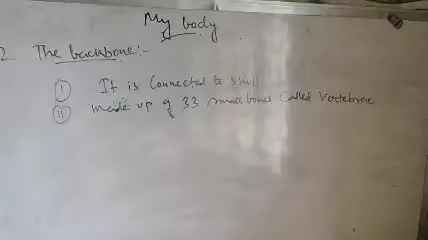 My body
2. The backbone:-
(i) It is connected to skull
(ii) made up of 33 small bones called Vertebrae